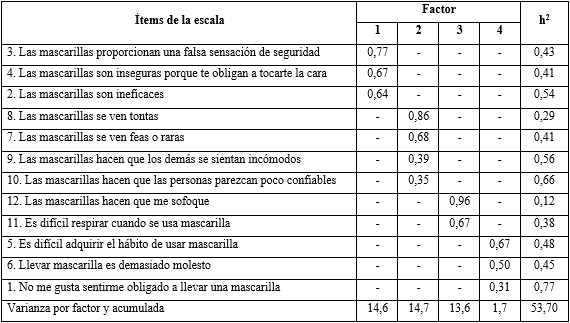 Ítems de la escala Factor h2
1 2 3 4
3. Las mascarillas proporcionan una falsa sensación de seguridad 0,77 - - - 0,43
4. Las mascarillas son inseguras porque te obligan a tocarte la cara 0,67 - - - 0,41
2. Las mascarillas son ineficaces 0,64 - - - 0,54
8. Las mascarillas se ven tontas - 0,86 - - 0,29
7. Las mascarillas se ven feas o raras - 0,68 - - 0,41
9. Las mascarillas hacen que los demás se sientan incómodos - 0,39 - - 0,56
10. Las mascarillas hacen que las personas parezcan poco confiables - 0,35 - - 0,66
12. Las mascarillas hacen que me sofoque - - 0,96 - 0,12
11. Es difícil respirar cuando se usa mascarilla - - 0,67 - 0,38
5. Es difícil adquirir el hábito de usar mascarilla - - - 0,67 0,48
6. Llevar mascarilla es demasiado molesto - - - 0,50 0,45
1. No me gusta sentirme obligado a llevar una mascarilla - - - 0,31 0,77
Varianza por factor y acumulada 14,6 14,7 13,6 1,7 53,70